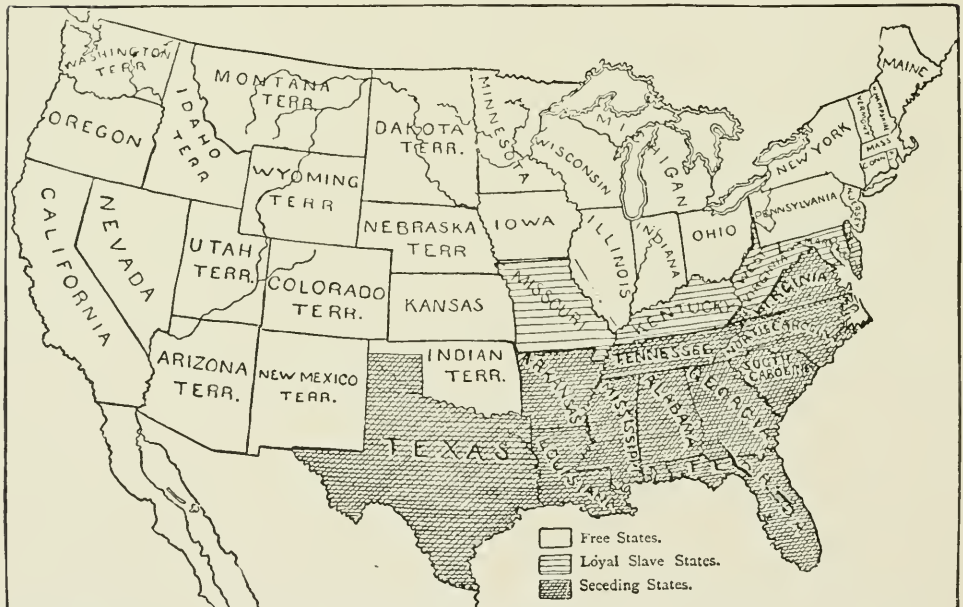 WASHINGTON
TERR
OREGON
CALIFORNIA
NEVADA
IDAHO
TERR
MONTANA
TERR.
WYOMING
TERR
UTAH
TERR.
COLORADO
TERR.
ARIZONA
TERR.
NEW MEXICO
TERR.
DAKOTA
TERR.
NEBRASKA
TERR
KANSAS
INDIAN
TERR.
TEXAS
MINNESOTA
IOWA
MISSOURI
ARKANSAS
LOUISIANA
WISCONSIN
ILLINOIS
MICHIGAN
INDIANA
OHIO
KENTUCKY
TENNESSEE
MISSISSIPPI
ALABAMA
GEORGIA
FLORIDA
SOUTH
CAROLINA
NORTH CAROLINA
VIRGINIA
PENNSYLVANIA
N. JERSEY
NEW YORK
VERMONT
MASS
CONN
MAINE
Free States.
Loyal Slave States.
Seceding States.